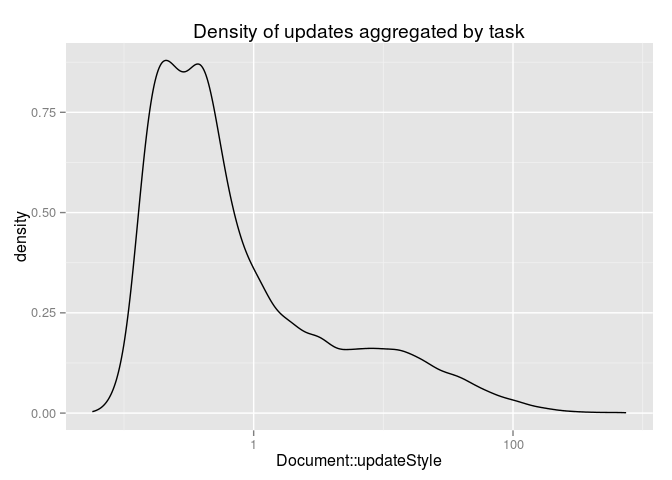 Density of updates aggregated by task
density
0.75
0.50
0.25
0.00
1
100
Document::updateStyle